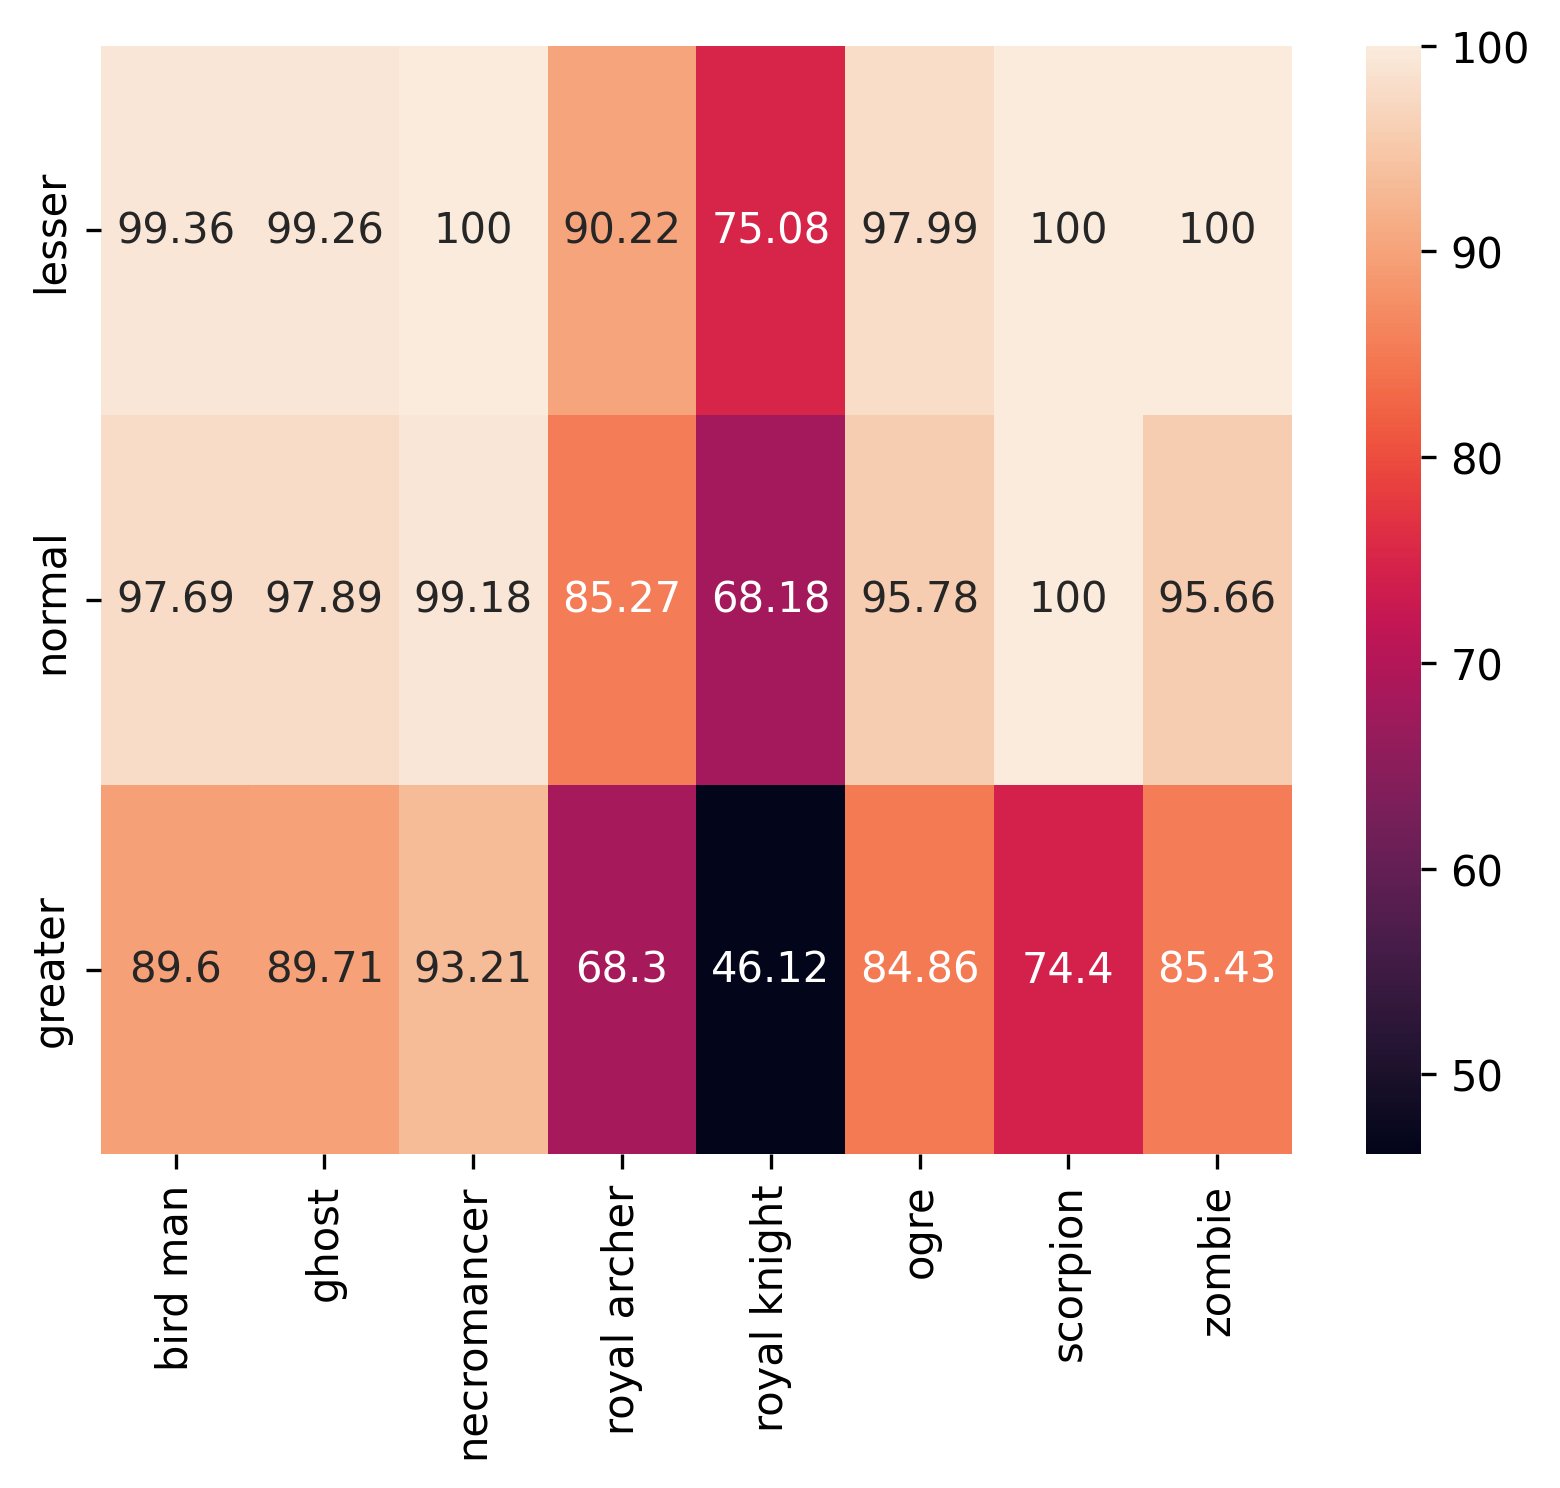 lesser 99.36 99.26 100 90.22 75.08 97.99 100 100
normal 97.69 97.89 99.18 85.27 68.18 95.78 100 95.66
greater 89.6 89.71 93.21 68.3 46.12 84.86 74.4 85.43
bird man
ghost
necromancer
royal archer
royal knight
ogre
scorpion
zombie
100
90
80
70
60
50